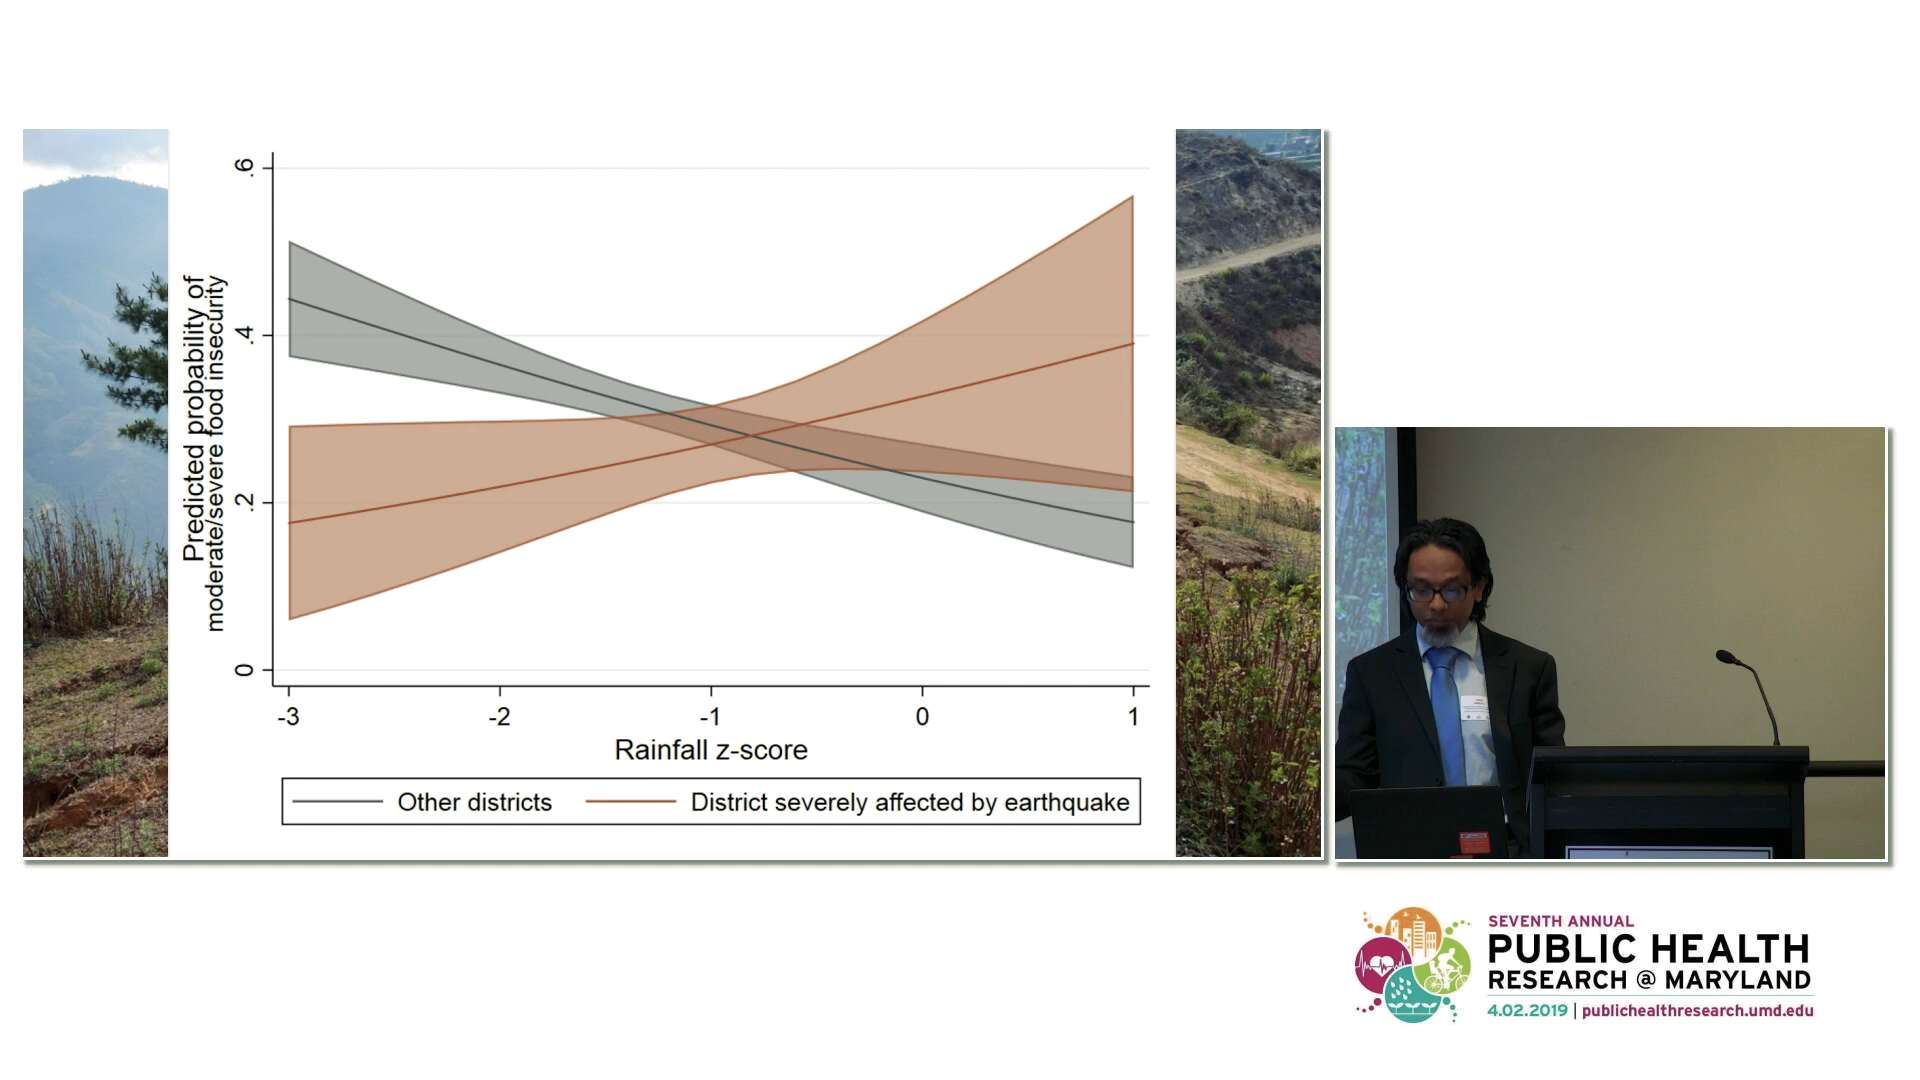 Predicted probability of
moderate/severe food insecurity
.6
.4
.2
0
-3 -2 -1 0 1
Rainfall z-score
Other districts District severely affected by earthquake
SEVENTH ANNUAL
PUBLIC HEALTH
RESEARCH @ MARYLAND
4.02.2019 | publichealthresearch.umd.edu